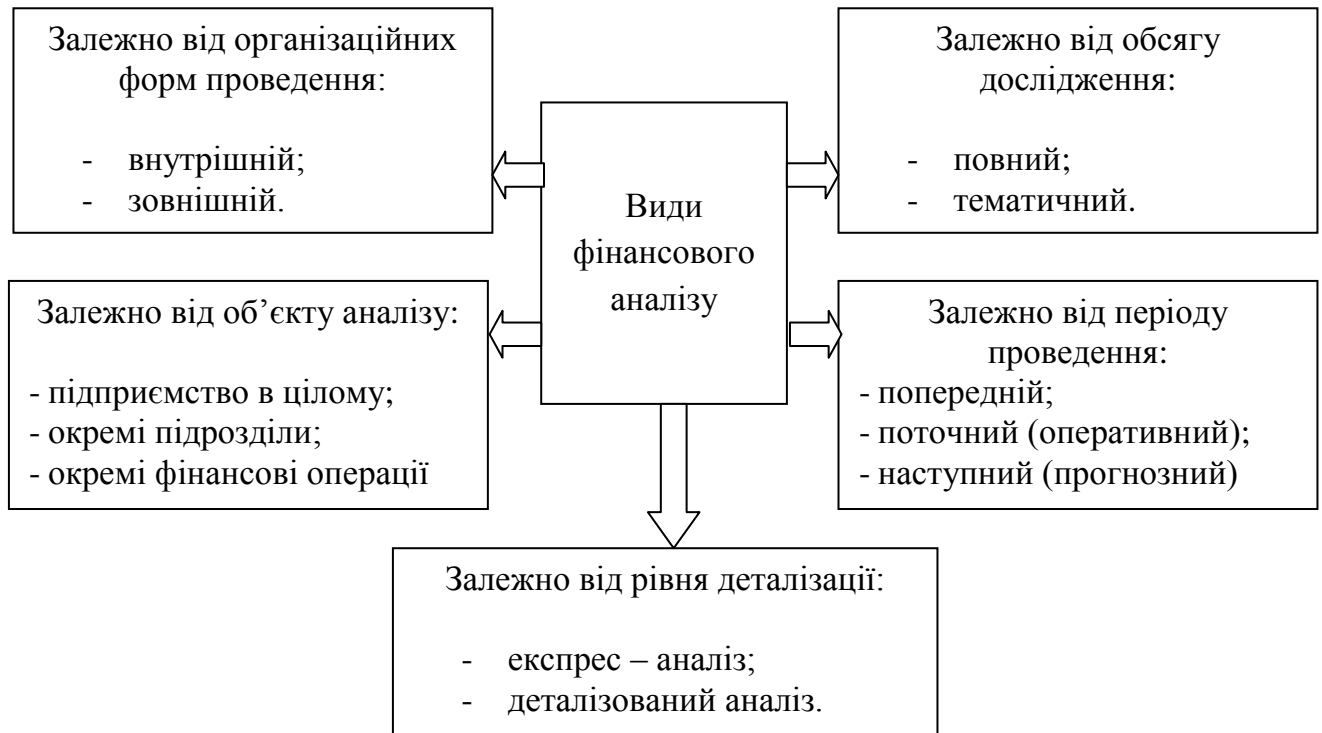 Залежно від організаційних
форм проведення:
- внутрішній;
- зовнішній.
Залежно від обсягу
дослідження:
- повний;
- тематичний.
Види
фінансового
аналізу
Залежно від об’єкту аналізу:
- підприємство в цілому;
- окремі підрозділи;
- окремі фінансові операції
Залежно від періоду
проведення:
- попередній;
- поточний (оперативний);
- наступний (прогнозний)
Залежно від рівня деталізації:
- експрес – аналіз;
- деталізований аналіз.